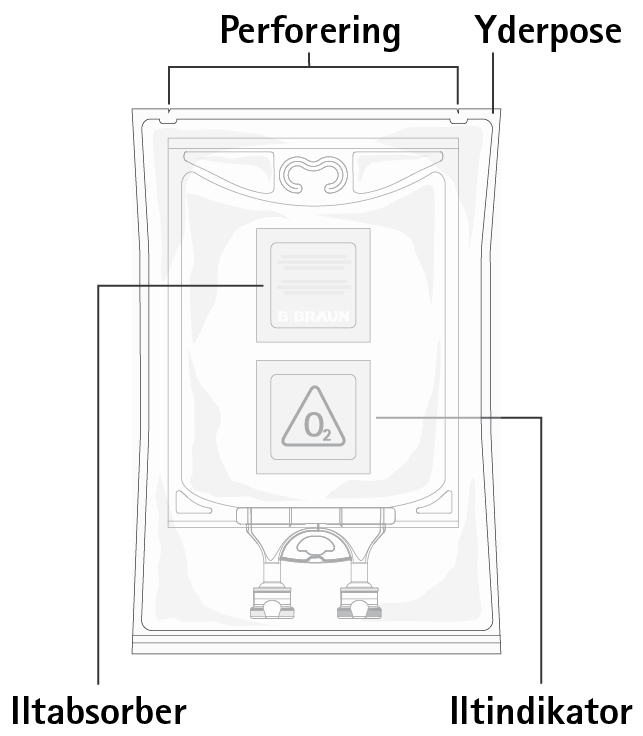 Perforering Yderpose
B BRAUN
O2
Iltabsorber Iltindikator